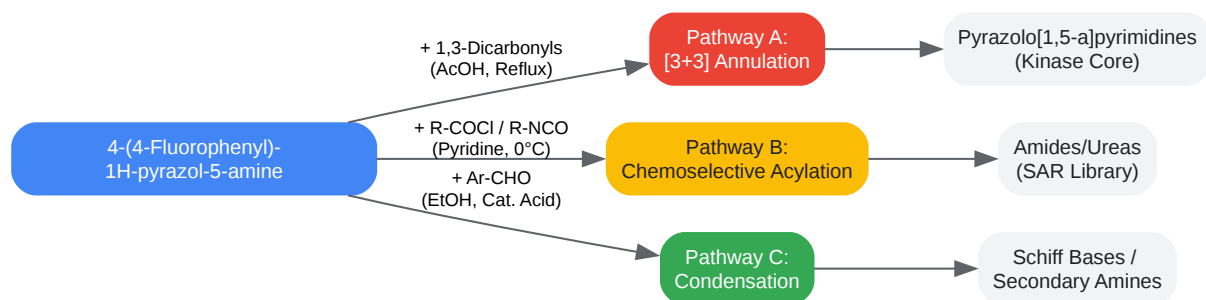 4-(4-Fluorophenyl)-
1H-pyrazol-5-amine
+ 1,3-Dicarbonyls
(AcOH, Reflux)
Pathway A:
[3+3] Annulation
Pyrazolo[1,5-a]pyrimidines
(Kinase Core)
+ R-COCl / R-NCO
(Pyridine, 0°C)
Pathway B:
Chemoselective Acylation
Amides/Ureas
(SAR Library)
+ Ar-CHO
(EtOH, Cat. Acid)
Pathway C:
Condensation
Schiff Bases /
Secondary Amines